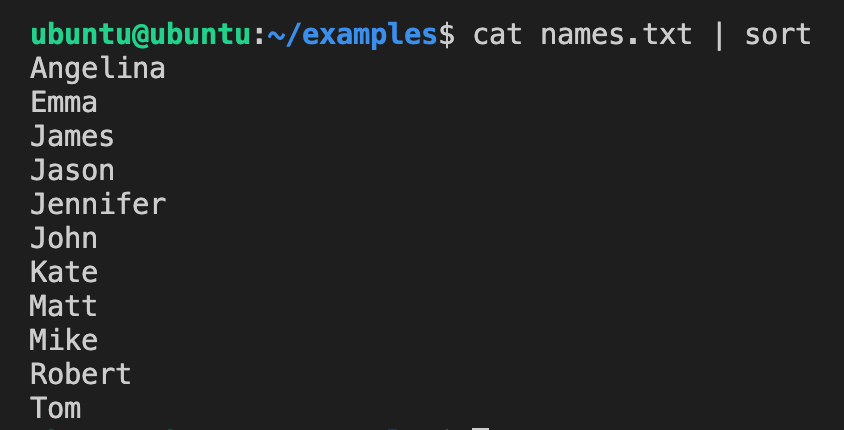 ubuntu@ubuntu:~/examples$ cat names.txt | sort
Angelina
Emma
James
Jason
Jennifer
John
Kate
Matt
Mike
Robert
Tom